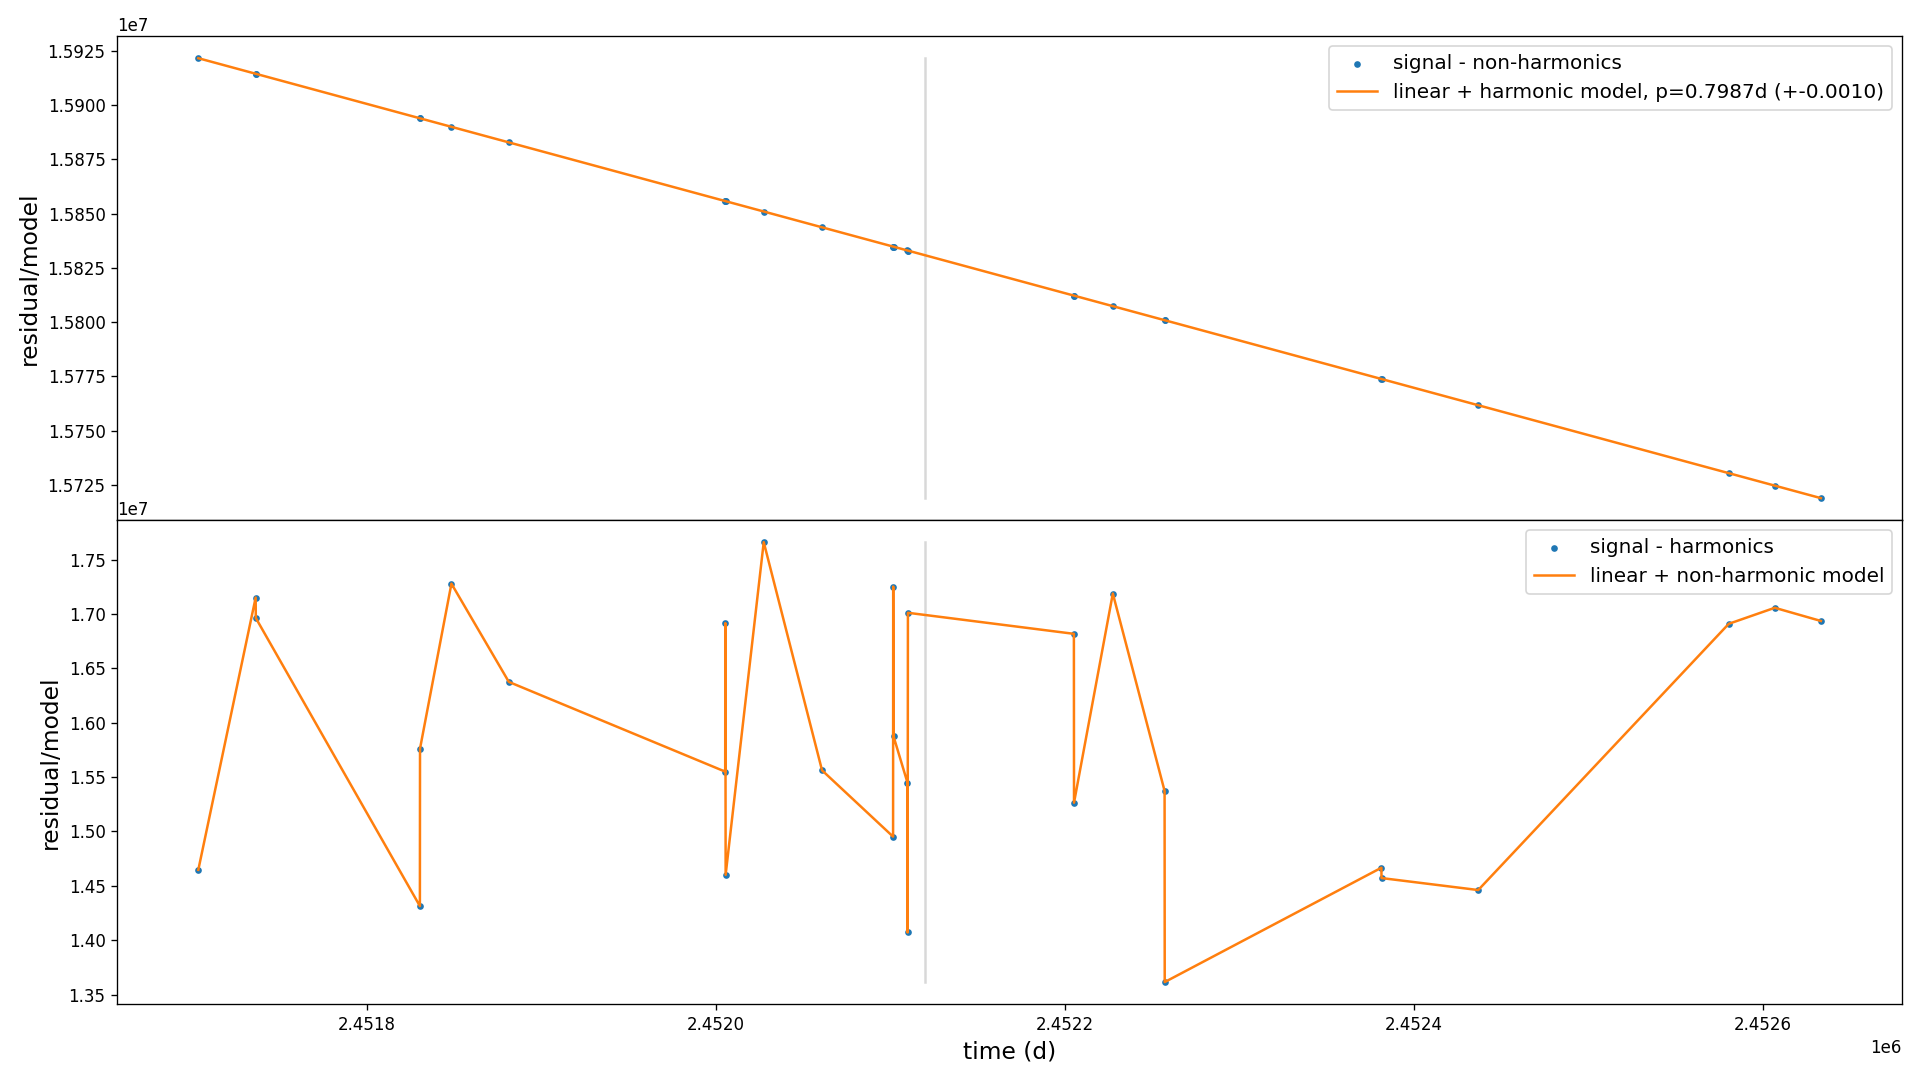 1e7
1.5925
1.5900
1.5875
1.5850
1.5825
1.5800
1.5775
1.5750
1.5725
residual/model
signal - non-harmonics
linear + harmonic model, p=0.7987d (+-0.0010)
1e7
1.75
1.70
1.65
1.60
1.55
1.50
1.45
1.40
1.35
residual/model
signal - harmonics
linear + non-harmonic model
2.4518
2.4520
2.4522
2.4524
2.4526
1e6
time (d)